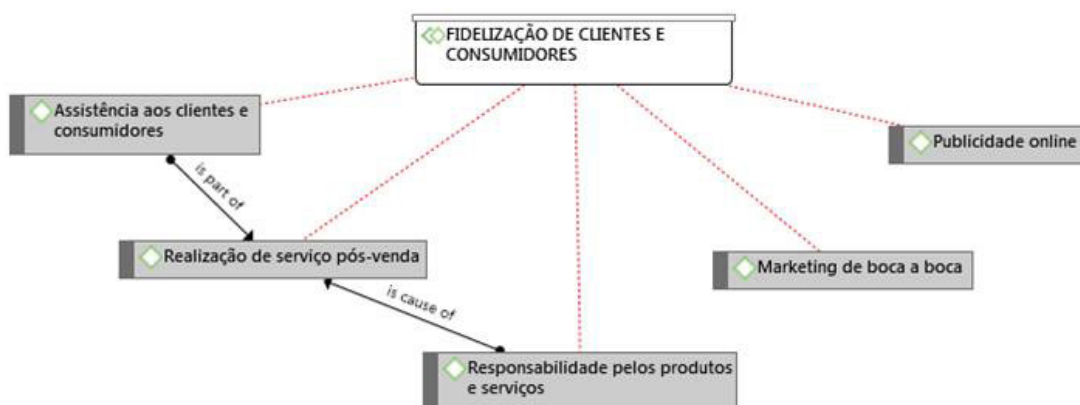 FIDELIZAÇÃO DE CLIENTES E
CONSUMIDORES
Assistência aos clientes e
consumidores
Publicidade online
is part of
Realização de serviço pós-venda
Marketing de boca a boca
is cause of
Responsabilidade pelos produtos
e serviços